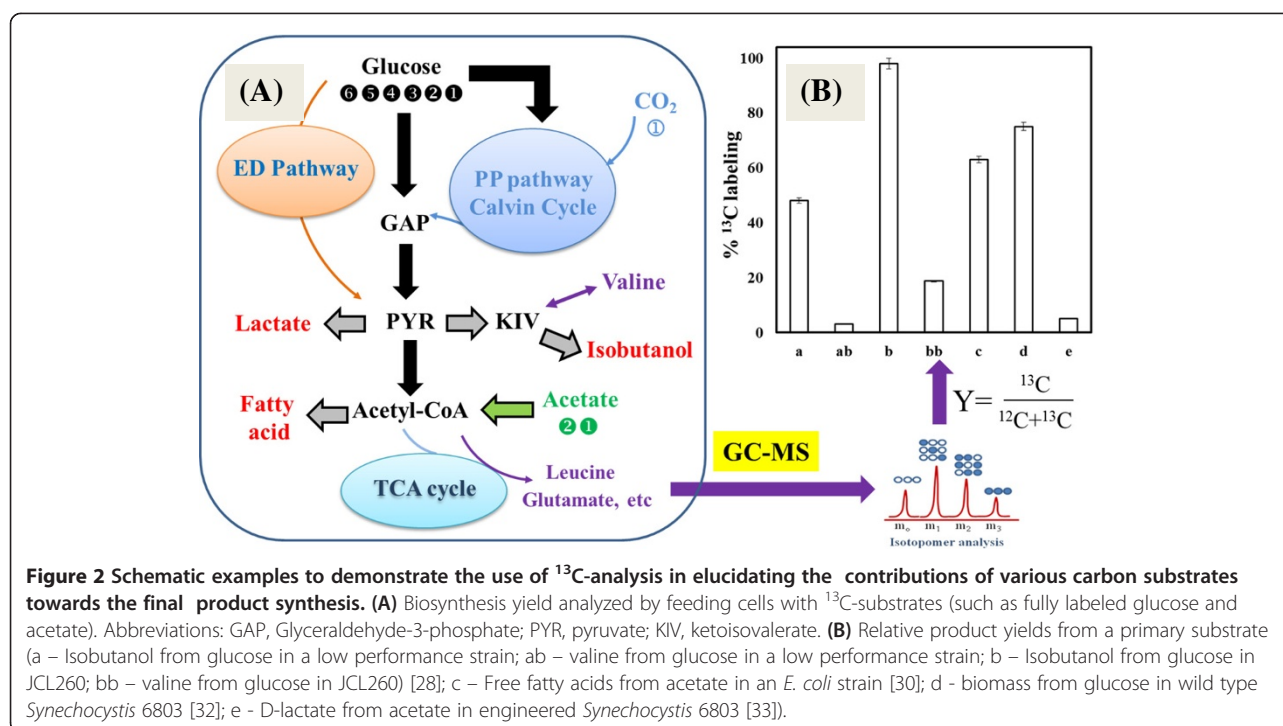 (A)
Glucose
❻❺❹❸❷❶
CO₂
①
ED Pathway
PP pathway
Calvin Cycle
GAP
Valine
Lactate
PYR
KIV
Isobutanol
Fatty
acid
Acetyl-CoA
Acetate
❷❶
TCA cycle
Leucine
Glutamate, etc
GC-MS
(B)
% ¹³C labeling
100
80
60
40
20
0
a ab b bb c d e
Y= ¹³C
¹²C+¹³C
mₒ m₁ m₂ m₃
Isotopomer analysis
Figure 2 Schematic examples to demonstrate the use of ¹³C-analysis in elucidating the contributions of various carbon substrates
towards the final product synthesis. (A) Biosynthesis yield analyzed by feeding cells with ¹³C-substrates (such as fully labeled glucose and
acetate). Abbreviations: GAP, Glyceraldehyde-3-phosphate; PYR, pyruvate; KIV, ketoisovalerate. (B) Relative product yields from a primary substrate
(a – Isobutanol from glucose in a low performance strain; ab – valine from glucose in a low performance strain; b – Isobutanol from glucose in
JCL260; bb – valine from glucose in JCL260) [28]; c – Free fatty acids from acetate in an E. coli strain [30]; d - biomass from glucose in wild type
Synechocystis 6803 [32]; e - D-lactate from acetate in engineered Synechocystis 6803 [33]).